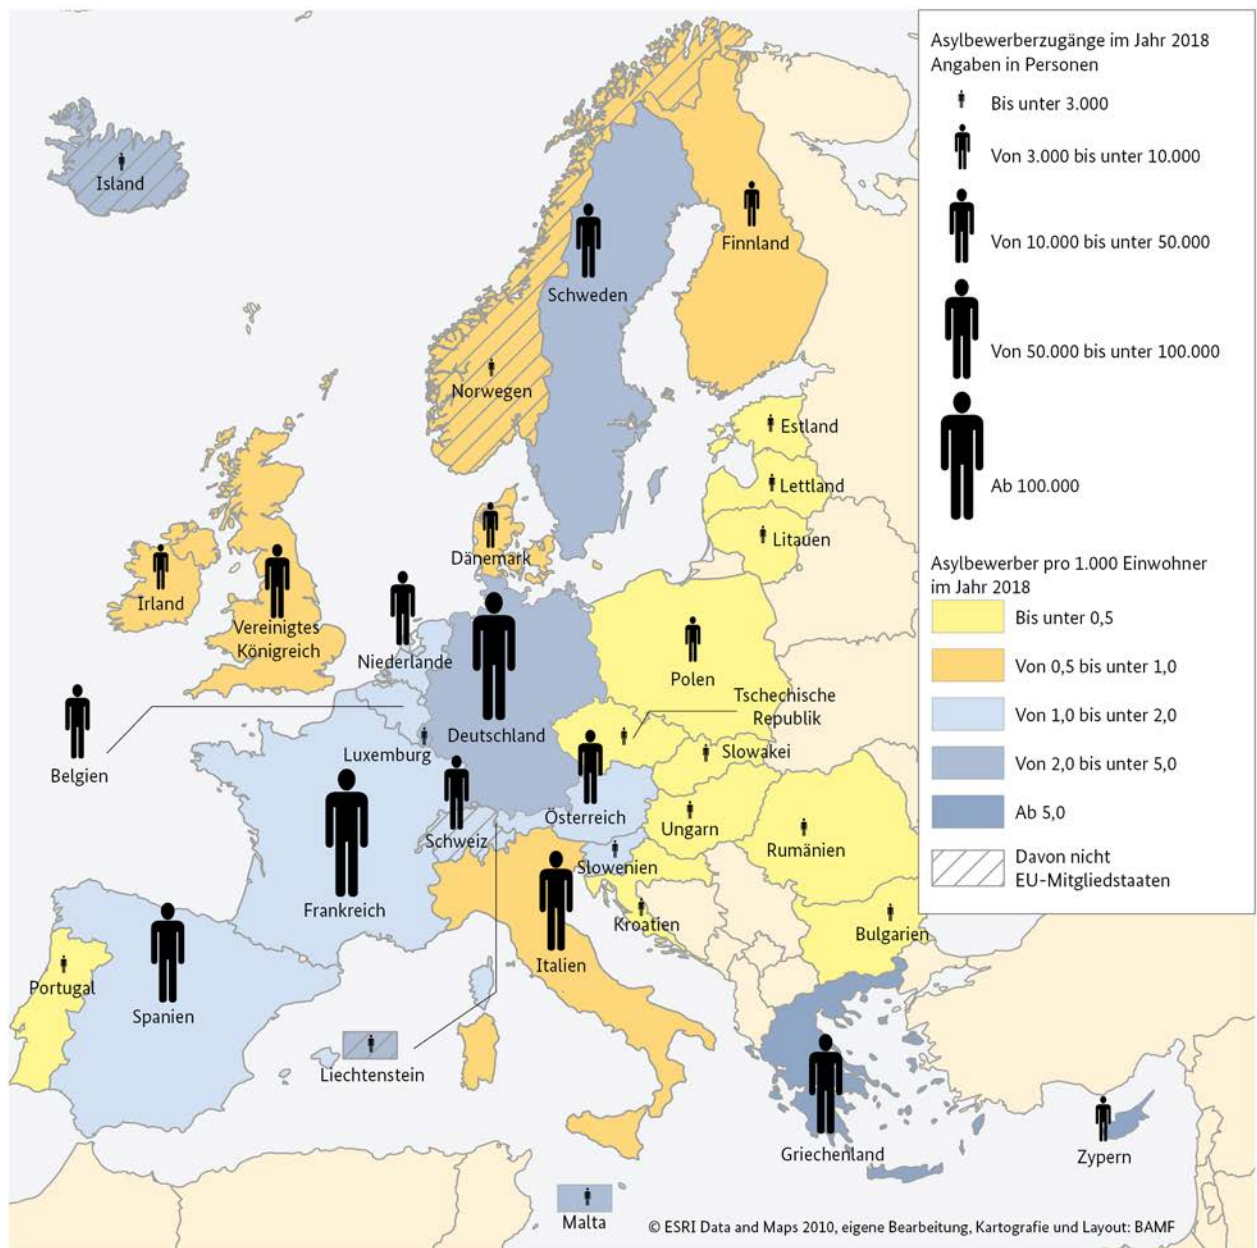 Asylbewerberzugänge im Jahr 2018
Angaben in Personen
Bis unter 3.000
Von 3.000 bis unter 10.000
Von 10.000 bis unter 50.000
Von 50.000 bis unter 100.000
Ab 100.000
Asylbewerber pro 1.000 Einwohner
im Jahr 2018
Bis unter 0,5
Von 0,5 bis unter 1,0
Von 1,0 bis unter 2,0
Von 2,0 bis unter 5,0
Ab 5,0
Davon nicht
EU-Mitgliedstaaten
Island
Finnland
Schweden
Norwegen
Estland
Lettland
Litauen
Dänemark
Irland
Vereinigtes
Königreich
Niederlande
Polen
Tschechische
Republik
Belgien
Luxemburg
Deutschland
Slowakei
Österreich
Ungarn
Schweiz
Rumänien
Slowenien
Frankreich
Kroatien
Bulgarien
Italien
Portugal
Spanien
Liechtenstein
Griechenland
Zypern
Malta
© ESRI Data and Maps 2010, eigene Bearbeitung, Kartografie und Layout: BAMF